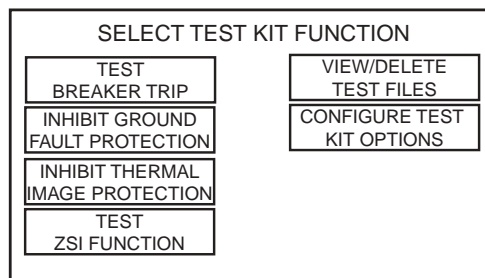 SELECT TEST KIT FUNCTION
TEST
BREAKER TRIP
INHIBIT GROUND
FAULT PROTECTION
INHIBIT THERMAL
IMAGE PROTECTION
TEST
ZSI FUNCTION
VIEW/DELETE
TEST FILES
CONFIGURE TEST
KIT OPTIONS